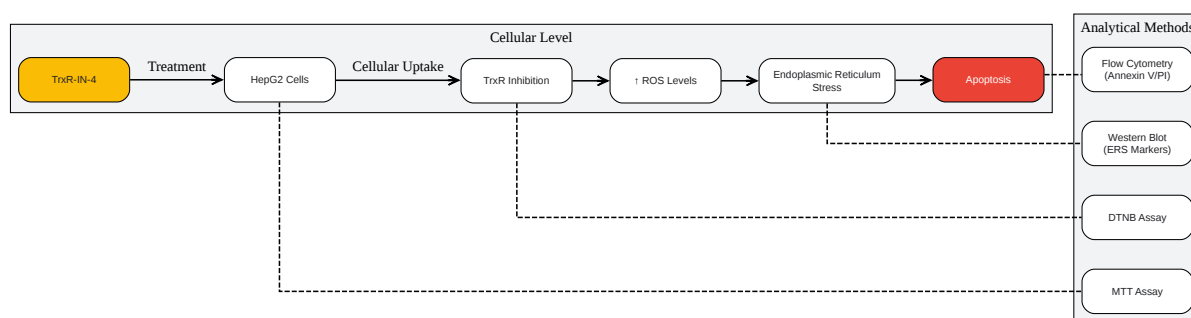 Cellular Level
Analytical Methods
TrxR-IN-4
Treatment
HepG2 Cells
Cellular Uptake
TrxR Inhibition
↑ ROS Levels
Endoplasmic Reticulum
Stress
Apoptosis
Flow Cytometry
(Annexin V/PI)
Western Blot
(ERS Markers)
DTNB Assay
MTT Assay